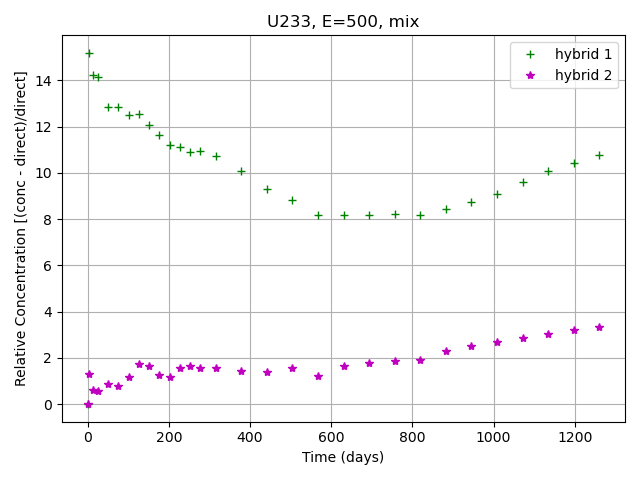 U233, E=500, mix
hybrid 1
hybrid 2
Relative Concentration [(conc - direct)/direct]
14
12
10
8
6
4
2
0
0 200 400 600 800 1000 1200
Time (days)